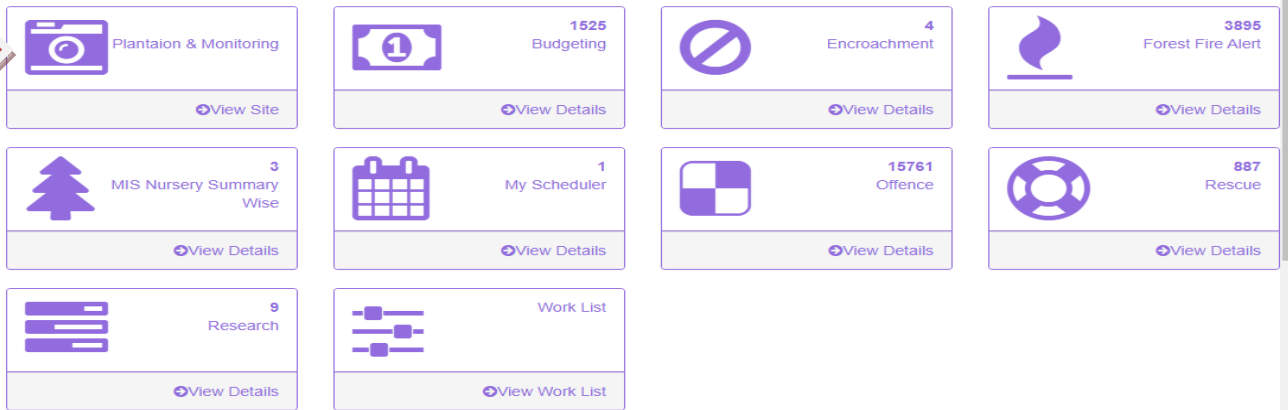 Plantaion & Monitoring
View Site
1525
Budgeting
View Details
4
Encroachment
View Details
3895
Forest Fire Alert
View Details
3
MIS Nursery Summary
Wise
View Details
1
My Scheduler
View Details
15761
Offence
View Details
887
Rescue
View Details
9
Research
View Details
Work List
View Work List